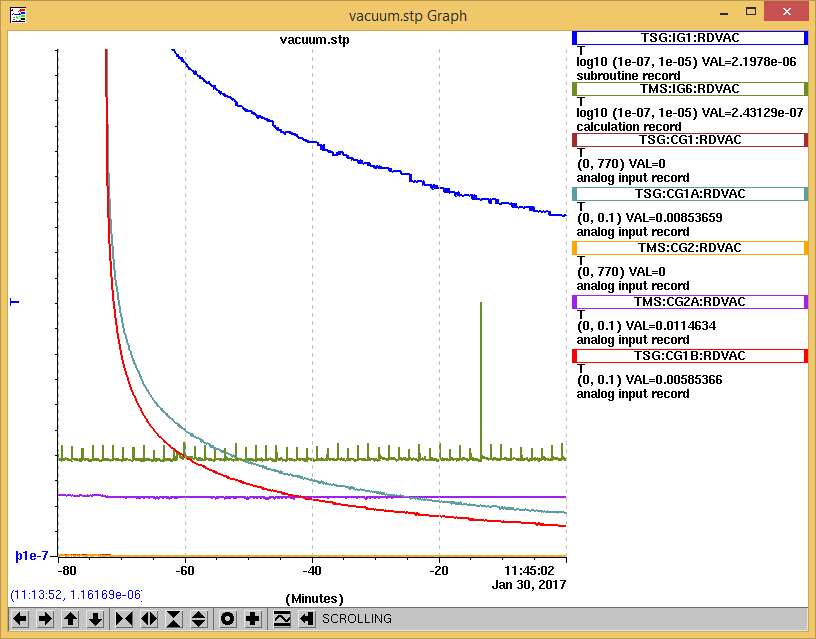 vacuum.stp Graph
vacuum.stp
T
þ1e-7
-80
-60
-40
-20
11:45:02
Jan 30, 2017
(Minutes)
(11:13:52, 1.16169e-06)
TSG:IG1:RDVAC
T
log10 (1e-07, 1e-05) VAL=2.1978e-06
subroutine record
TMS:IG6:RDVAC
T
log10 (1e-07, 1e-05) VAL=2.43129e-07
calculation record
TSG:CG1:RDVAC
T
(0, 770) VAL=0
analog input record
TSG:CG1A:RDVAC
T
(0, 0.1) VAL=0.00853659
analog input record
TMS:CG2:RDVAC
T
(0, 770) VAL=0
analog input record
TMS:CG2A:RDVAC
T
(0, 0.1) VAL=0.0114634
analog input record
TSG:CG1B:RDVAC
T
(0, 0.1) VAL=0.00585366
analog input record
SCROLLING